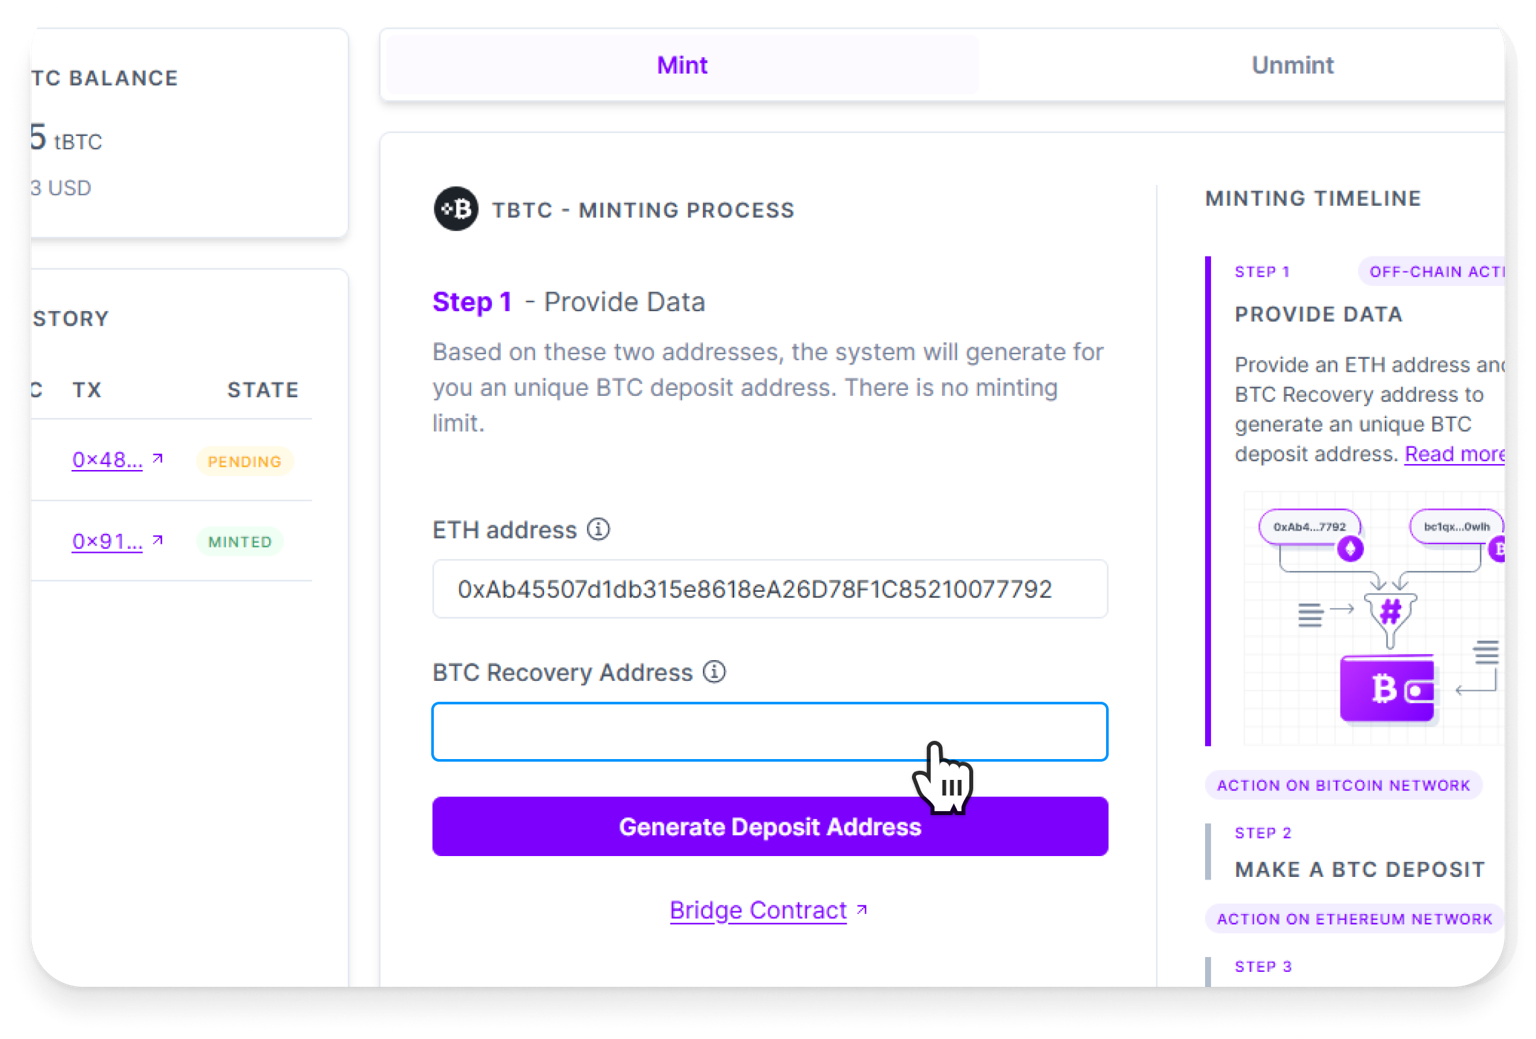 TC BALANCE
5 tBTC
3 USD
STORY
C TX STATE
0×48... PENDING
0×91... MINTED
Mint
Unmint
TBTC - MINTING PROCESS
Step 1 - Provide Data
Based on these two addresses, the system will generate for
you an unique BTC deposit address. There is no minting
limit.
ETH address
0xAb45507d1db315e8618eA26D78F1C85210077792
BTC Recovery Address
Generate Deposit Address
Bridge Contract
MINTING TIMELINE
STEP 1 OFF-CHAIN ACTI
PROVIDE DATA
Provide an ETH address and
BTC Recovery address to
generate an unique BTC
deposit address. Read more
0xAb4...7792
bc1qx...0wlh
#
ACTION ON BITCOIN NETWORK
STEP 2
MAKE A BTC DEPOSIT
ACTION ON ETHEREUM NETWORK
STEP 3